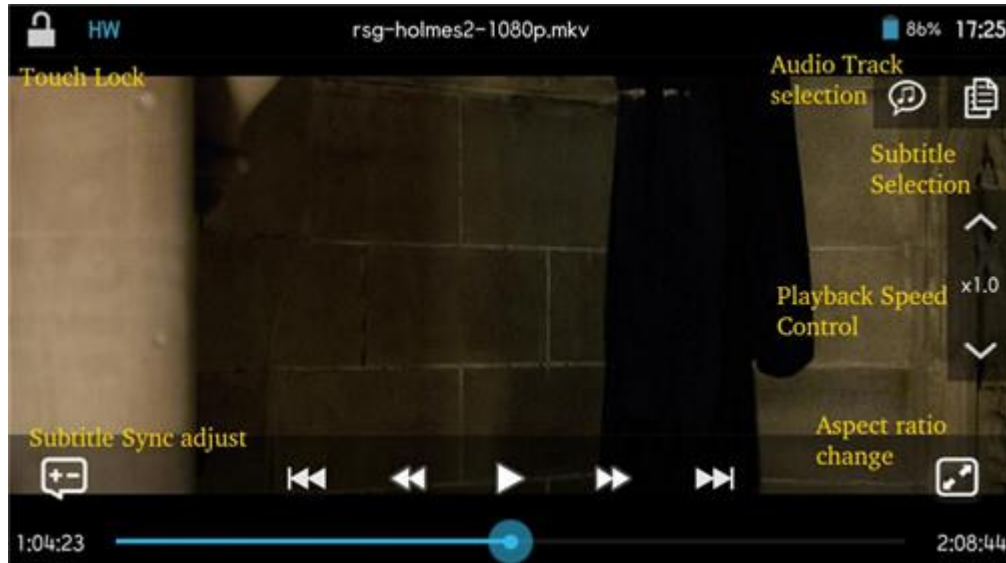 HW rsg-holmes2-1080p.mkv 86% 17:25
Touch Lock
Audio Track
selection
Subtitle
Selection
x1.0
Playback Speed
Control
Subtitle Sync adjust
Aspect ratio
change
1:04:23 2:08:44